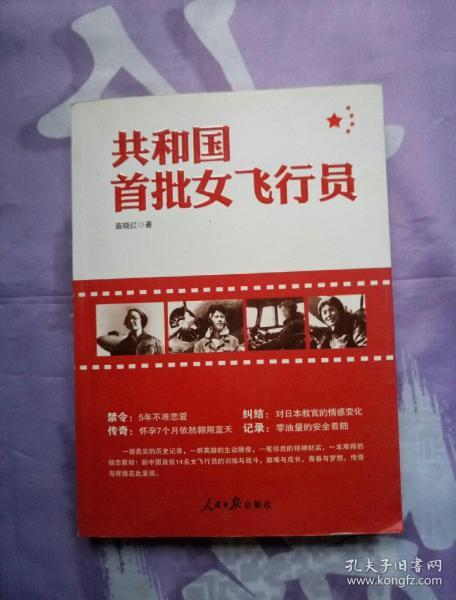 共和国
首批女飞行员
苗晓红◎著
禁令：5年不准恋爱 纠结：对日本教官的情感变化
传奇：怀孕7个月依然翱翔蓝天 记录：零油量的安全着陆
一部真实的历史记录，一群英雄的生动雕像，一笔珍贵的精神财富，一本难得的
励志教材！新中国首批14名女飞行员的训练与战斗，磨难与成长，青春与梦想，传奇
与辉煌在此呈现。
人民日报出版社
孔夫子旧书网
www.kongfz.com